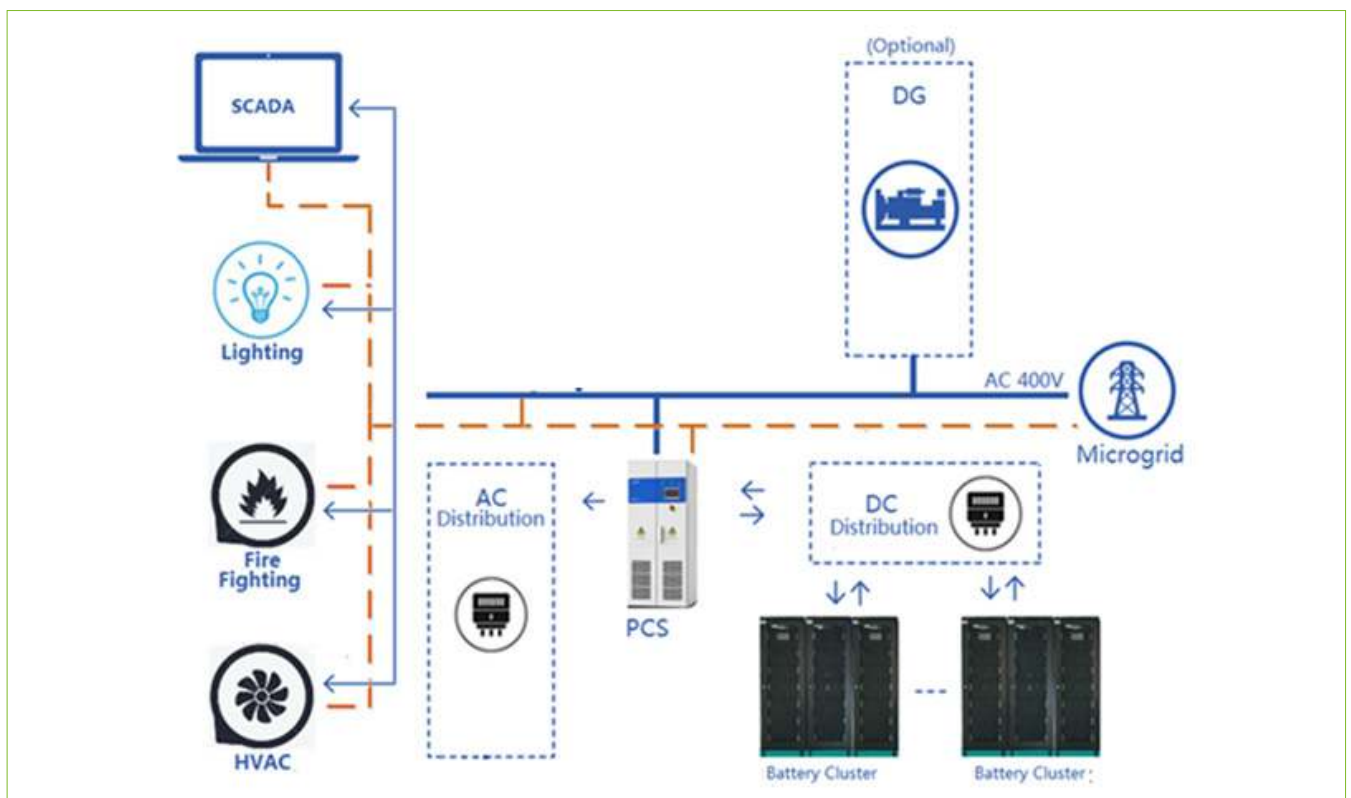 SCADA
(Optional)
DG
Lighting
AC 400V
Microgrid
Fire
Fighting
AC
Distribution
DC
Distribution
PCS
HVAC
Battery Cluster
Battery Cluster